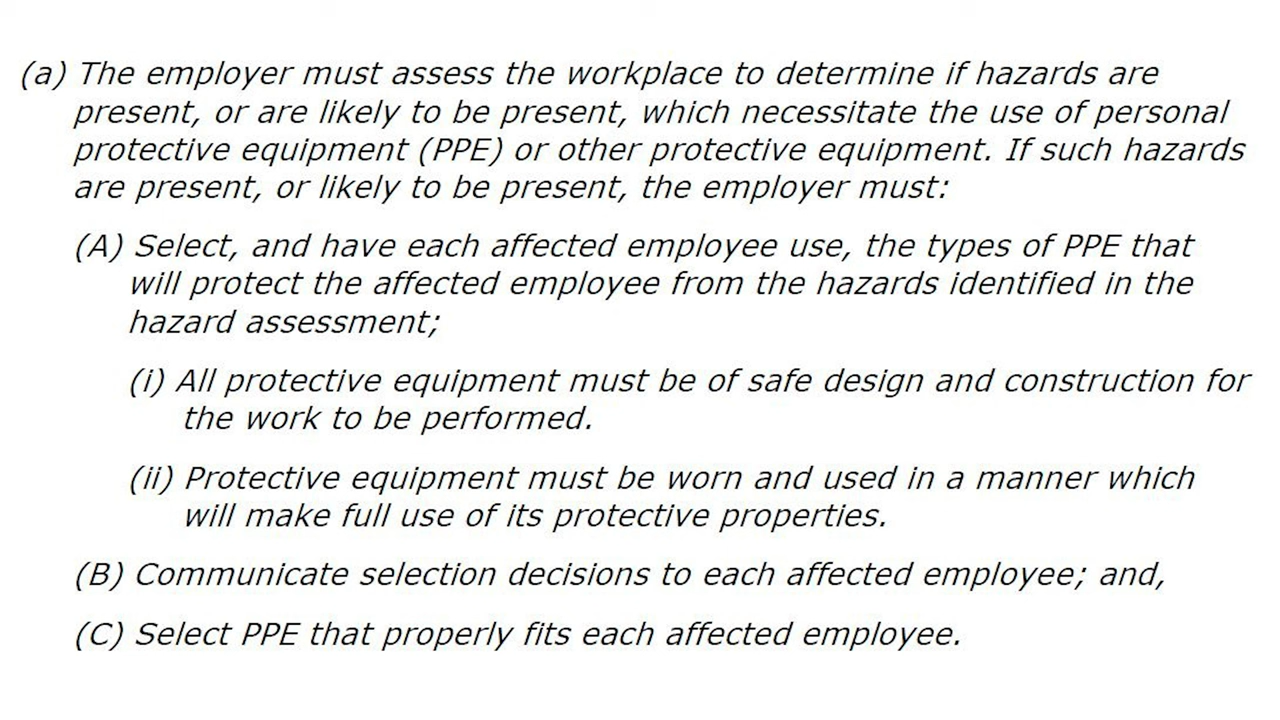 (a) The employer must assess the workplace to determine if hazards are
present, or are likely to be present, which necessitate the use of personal
protective equipment (PPE) or other protective equipment. If such hazards
are present, or likely to be present, the employer must:
(A) Select, and have each affected employee use, the types of PPE that
will protect the affected employee from the hazards identified in the
hazard assessment;
(i) All protective equipment must be of safe design and construction for
the work to be performed.
(ii) Protective equipment must be worn and used in a manner which
will make full use of its protective properties.
(B) Communicate selection decisions to each affected employee; and,
(C) Select PPE that properly fits each affected employee.